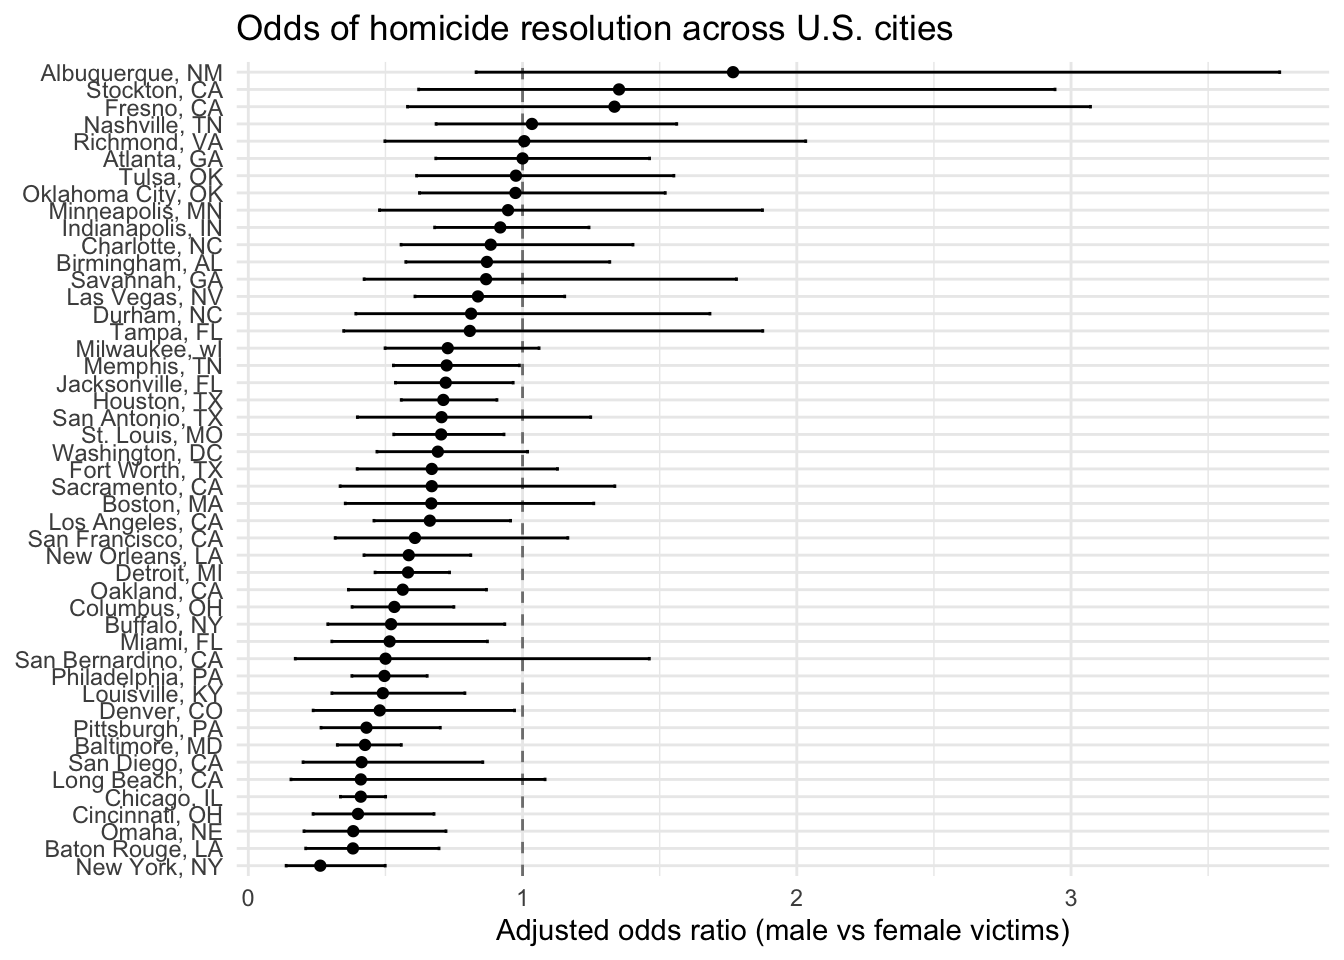 Odds of homicide resolution across U.S. cities
Albuquerque, NM
Stockton, CA
Fresno, CA
Nashville, TN
Richmond, VA
Atlanta, GA
Tulsa, OK
Oklahoma City, OK
Minneapolis, MN
Indianapolis, IN
Charlotte, NC
Birmingham, AL
Savannah, GA
Las Vegas, NV
Durham, NC
Tampa, FL
Milwaukee, wI
Memphis, TN
Jacksonville, FL
Houston, TX
San Antonio, TX
St. Louis, MO
Washington, DC
Fort Worth, TX
Sacramento, CA
Boston, MA
Los Angeles, CA
San Francisco, CA
New Orleans, LA
Detroit, MI
Oakland, CA
Columbus, OH
Buffalo, NY
Miami, FL
San Bernardino, CA
Philadelphia, PA
Louisville, KY
Denver, CO
Pittsburgh, PA
Baltimore, MD
San Diego, CA
Long Beach, CA
Chicago, IL
Cincinnati, OH
Omaha, NE
Baton Rouge, LA
New York, NY
0 1 2 3
Adjusted odds ratio (male vs female victims)